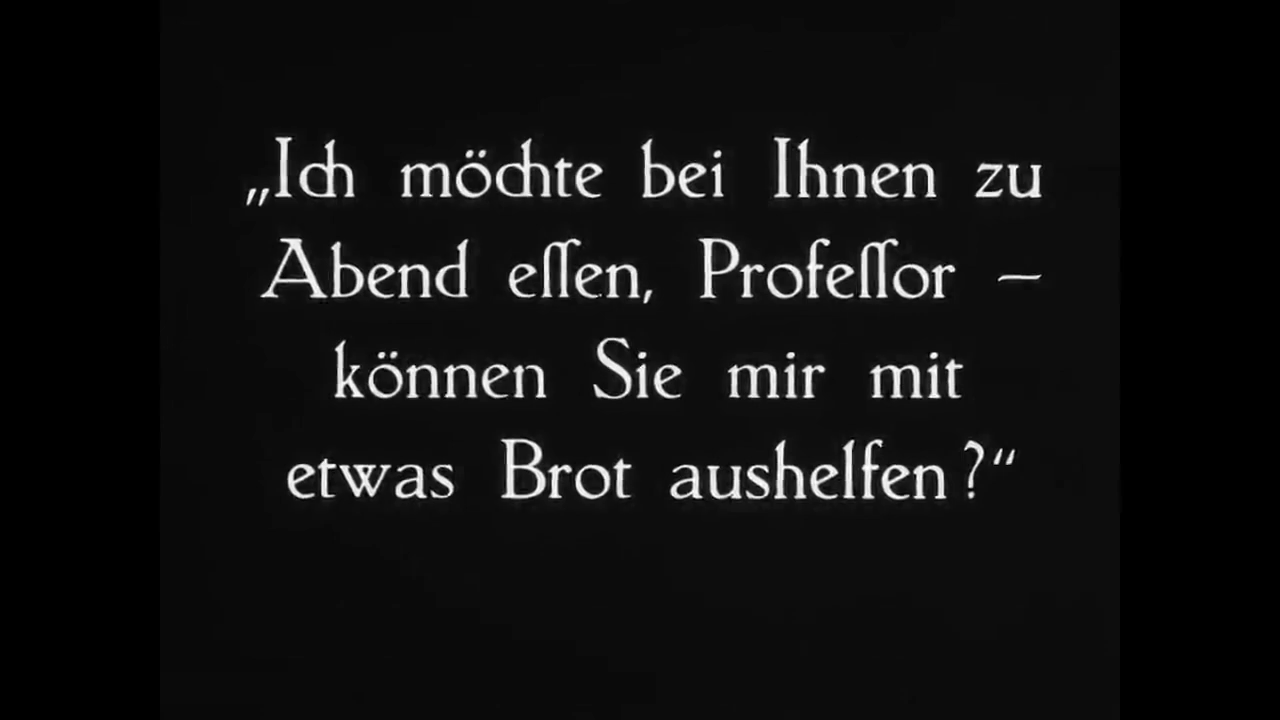 „Ich möchte bei Ihnen zu
Abend eſſen, Profeſſor —
können Sie mir mit
etwas Brot aushelfen?“